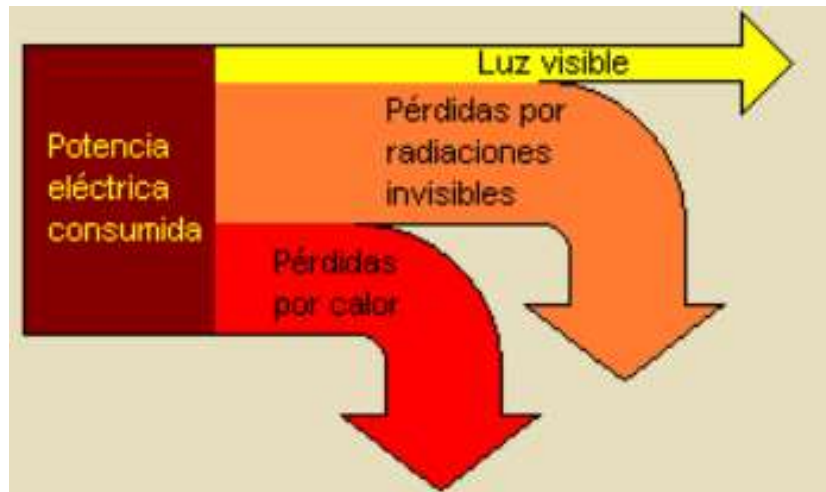 Luz visible
Pérdidas por
radiaciones
invisibles
Potencia
eléctrica
consumida
Pérdidas
por calor